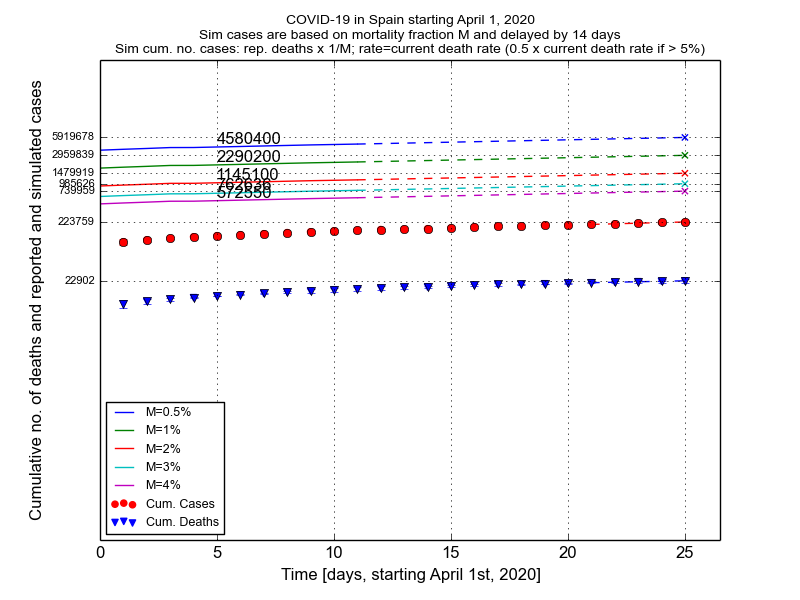 COVID-19 in Spain starting April 1, 2020
Sim cases are based on mortality fraction M and delayed by 14 days
Sim cum. no. cases: rep. deaths x 1/M; rate=current death rate (0.5 x current death rate if > 5%)
Cumulative no. of deaths and reported and simulated cases
5919678
2959839
1479919
985626
739959
223759
22902
4580400
2290200
1145100
572550
M=0.5%
M=1%
M=2%
M=3%
M=4%
Cum. Cases
Cum. Deaths
0 5 10 15 20 25
Time [days, starting April 1st, 2020]